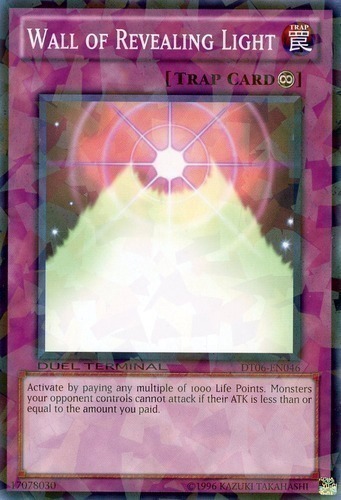 WALL OF REVEALING LIGHT
TRAP
罠
[TRAP CARD]
DUEL TERMINAL
DT06-EN046
Activate by paying any multiple of 1000 Life Points. Monsters
your opponent controls cannot attack if their ATK is less than or
equal to the amount you paid.
17078030
©1996 KAZUKI TAKAHASHI